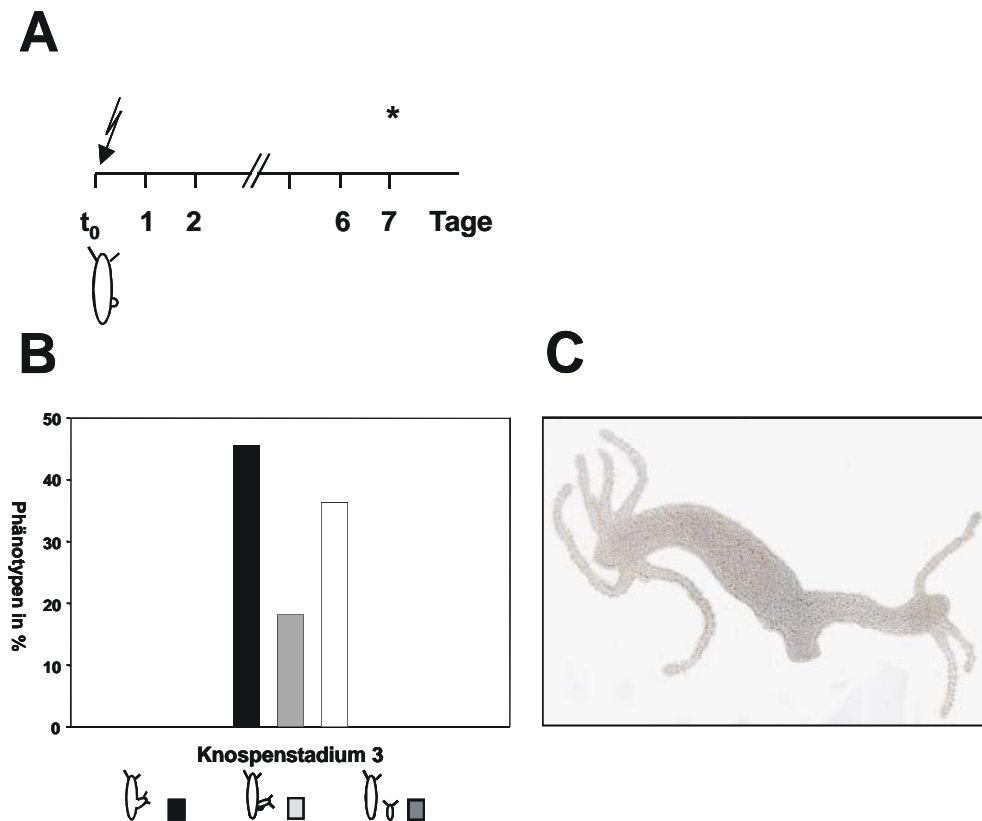 A
*
t0 1 2 6 7 Tage
B
C
50
40
30
20
10
0
Phänotypen in %
Knospenstadium 3